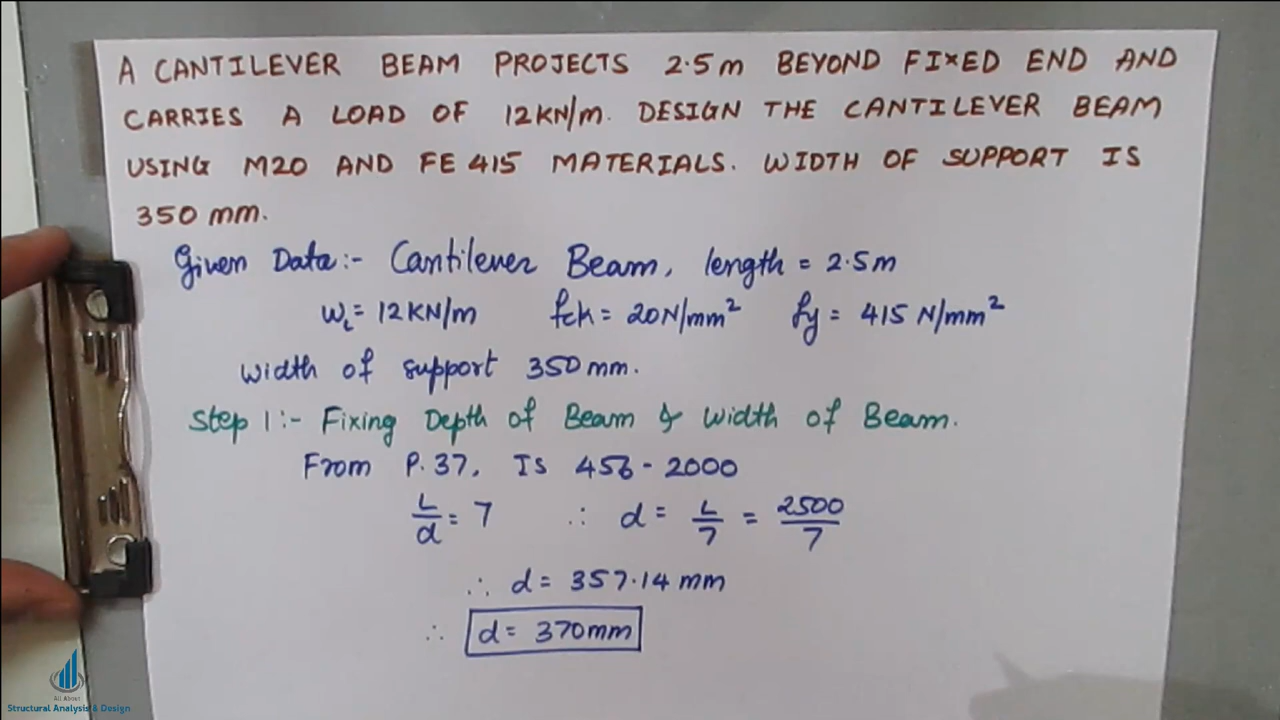 A CANTILEVER BEAM PROJECTS 2.5m BEYOND FIXED END AND
CARRIES A LOAD OF 12KN/m. DESIGN THE CANTILEVER BEAM
USING M20 AND FE 415 MATERIALS. WIDTH OF SUPPORT IS
350 mm.
Given Data:- Cantilever Beam, length = 2.5m
WL = 12KN/m fck = 20N/mm² fy = 415 N/mm²
Width of support 350mm.
Step 1:- Fixing Depth of Beam & Width of Beam.
From P.37, IS 456-2000
L/d = 7 ∴ d = L/7 = 2500/7
∴ d = 357.14 mm
∴ d = 370mm
All About
Structural Analysis & Design